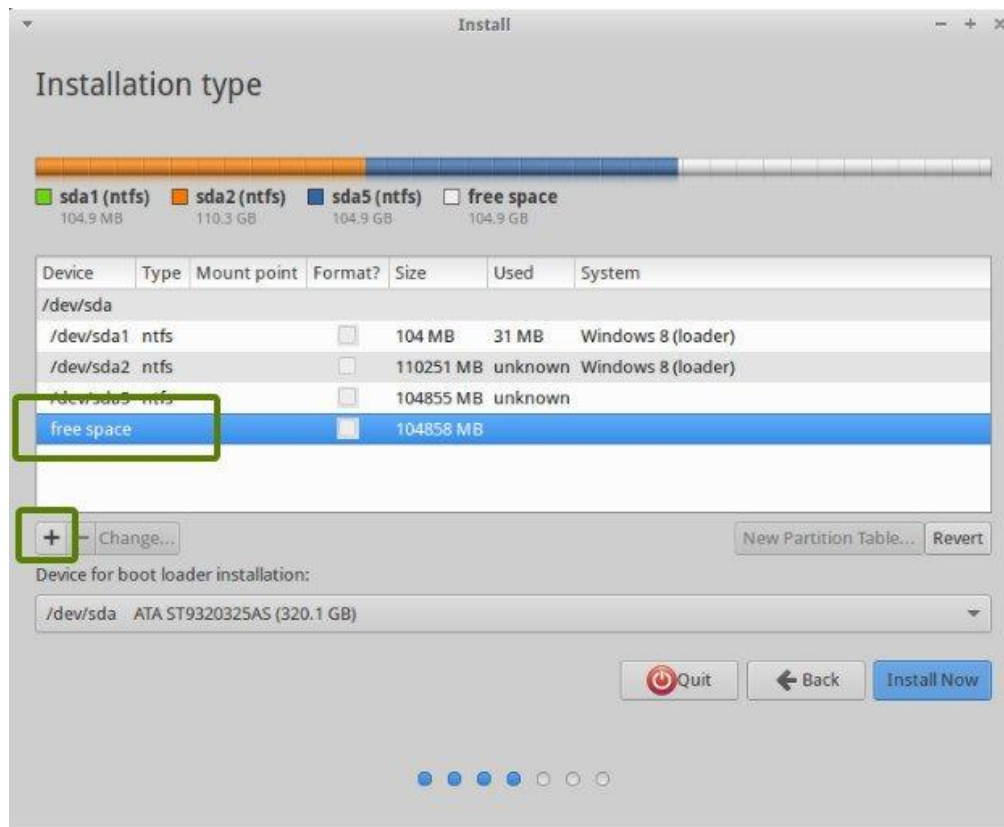 Install
Installation type
sda1 (ntfs) sda2 (ntfs) sda5 (ntfs) free space
104.9 MB 110.3 GB 104.9 GB 104.9 GB
Device Type Mount point Format? Size Used System
/dev/sda
/dev/sda1 ntfs 104 MB 31 MB Windows 8 (loader)
/dev/sda2 ntfs 110251 MB unknown Windows 8 (loader)
/dev/sda5 ntfs 104855 MB unknown
free space 104858 MB
+ - Change... New Partition Table... Revert
Device for boot loader installation:
/dev/sda ATA ST9320325AS (320.1 GB)
Quit Back Install Now